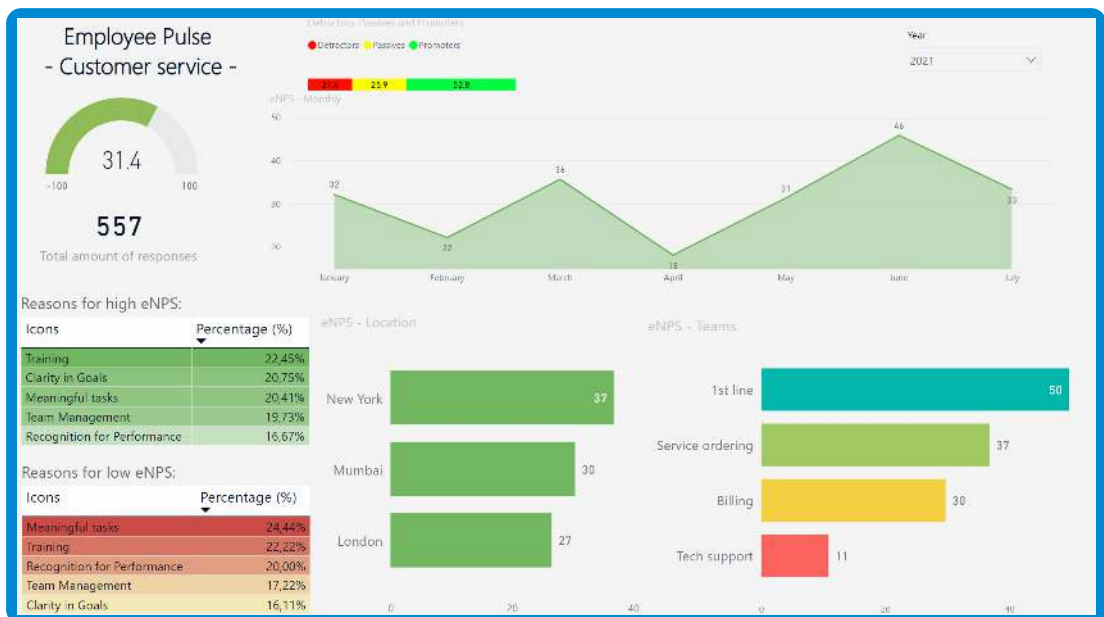 Employee Pulse
- Customer service -
31.4
-100
100
557
Total amount of responses
Detractors Passives and Promoters
Detractors Passives Promoters
25.9 52.8
Year
2021
eNPS - Monthly
50
40
30
20
32
22
36
18
31
46
33
January February March April May June July
Reasons for high eNPS:
Icons Percentage (%)
Training 22,45%
Clarity in Goals 20,75%
Meaningful tasks 20,41%
Team Management 19,73%
Recognition for Performance 16,67%
Reasons for low eNPS:
Icons Percentage (%)
Meaningful tasks 24,44%
Training 22,22%
Recognition for Performance 20,00%
Team Management 17,22%
Clarity in Goals 16,11%
eNPS - Location
New York 37
Mumbai 30
London 27
0 20 40
eNPS - Teams
1st line 50
Service ordering 37
Billing 30
Tech support 11
0 20 40